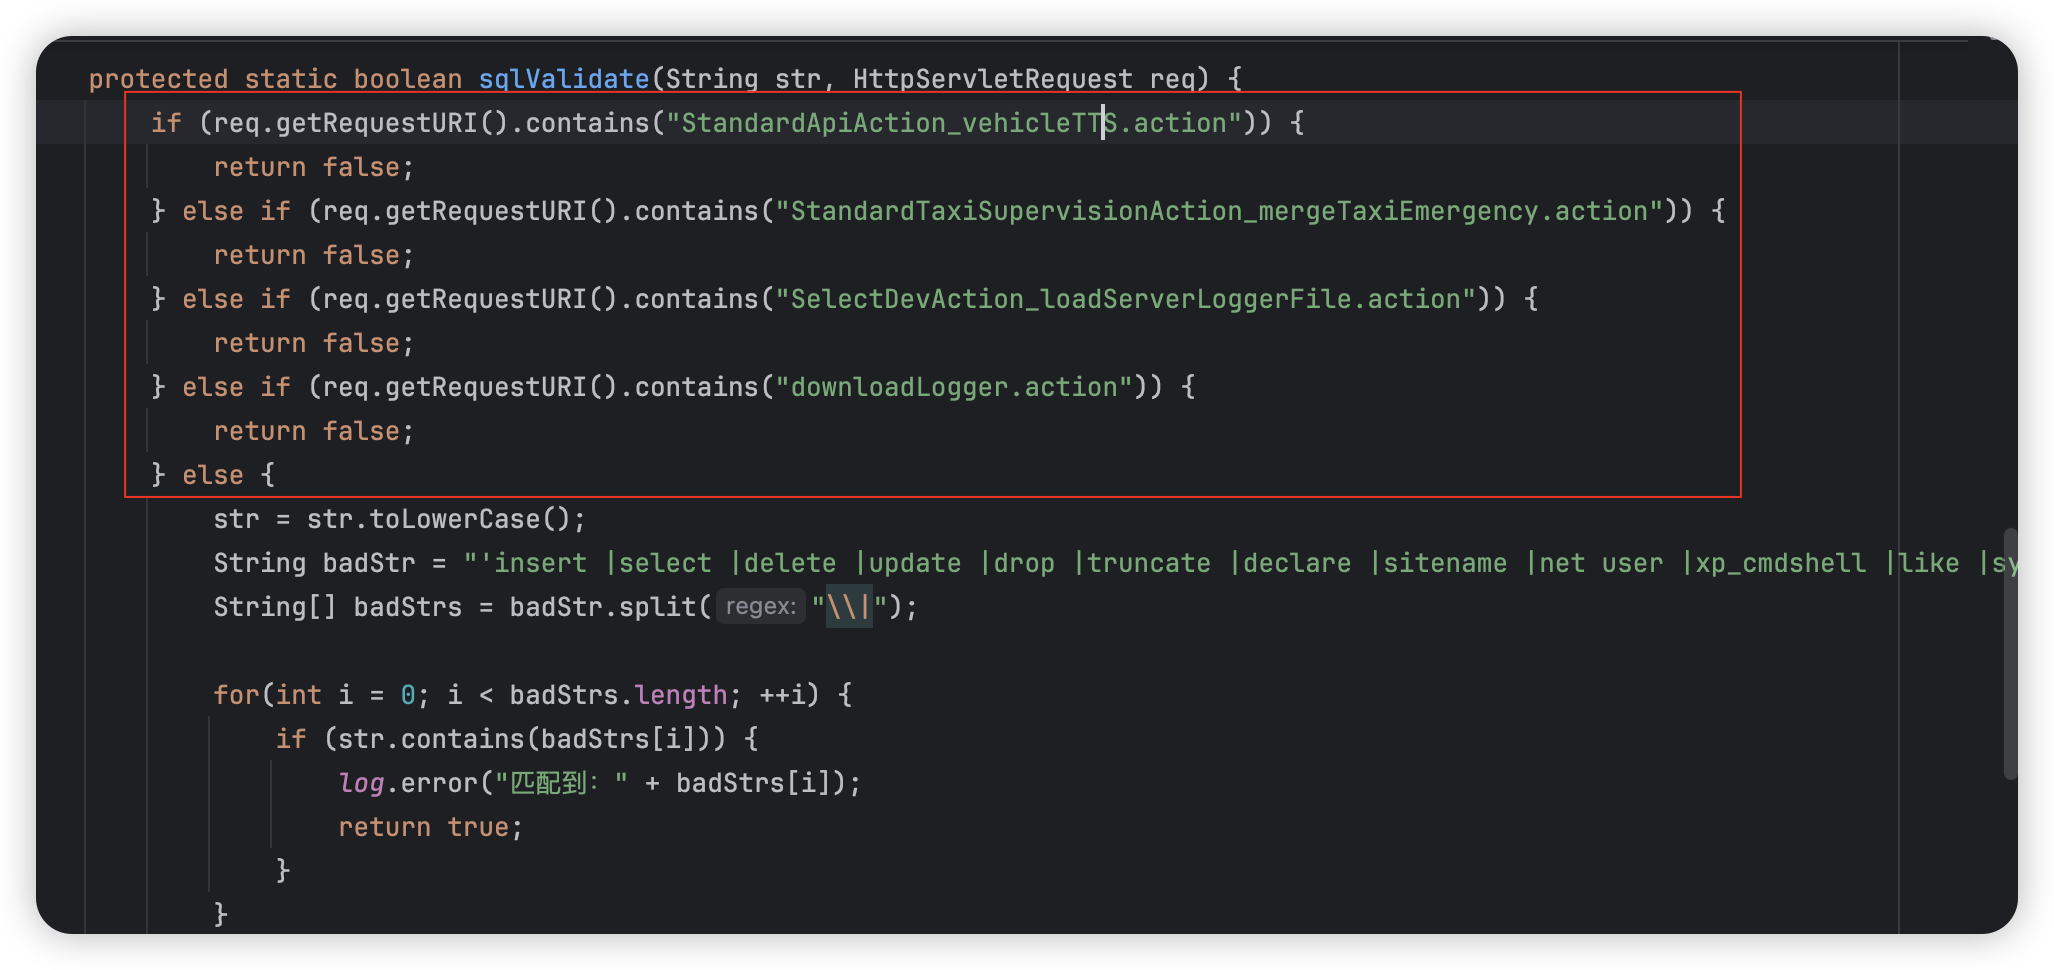 protected static boolean sqlValidate(String str, HttpServletRequest req) {
if (req.getRequestURI().contains("StandardApiAction_vehicleTTS.action")) {
return false;
} else if (req.getRequestURI().contains("StandardTaxiSupervisionAction_mergeTaxiEmergency.action")) {
return false;
} else if (req.getRequestURI().contains("SelectDevAction_loadServerLoggerFile.action")) {
return false;
} else if (req.getRequestURI().contains("downloadLogger.action")) {
return false;
} else {
str = str.toLowerCase();
String badStr = "'insert |select |delete |update |drop |truncate |declare |sitename |net user |xp_cmdshell |like |sy
String[] badStrs = badStr.split( regex: "\\|");
for(int i = 0; i < badStrs.length; ++i) {
if (str.contains(badStrs[i])) {
log.error("匹配到：" + badStrs[i]);
return true;
}
}